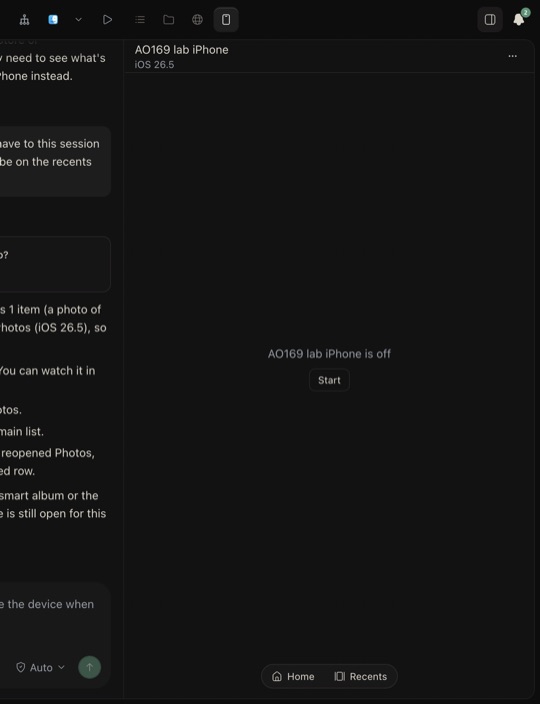 2
AO169 lab iPhone
iOS 26.5
need to see what's
Phone instead.
have to this session
be on the recents
o?
s 1 item (a photo of
Photos (iOS 26.5), so
You can watch it in
otos.
main list.
reopened Photos,
ed row.
smart album or the
e is still open for this
e the device when
Auto
AO169 lab iPhone is off
Start
Home
Recents